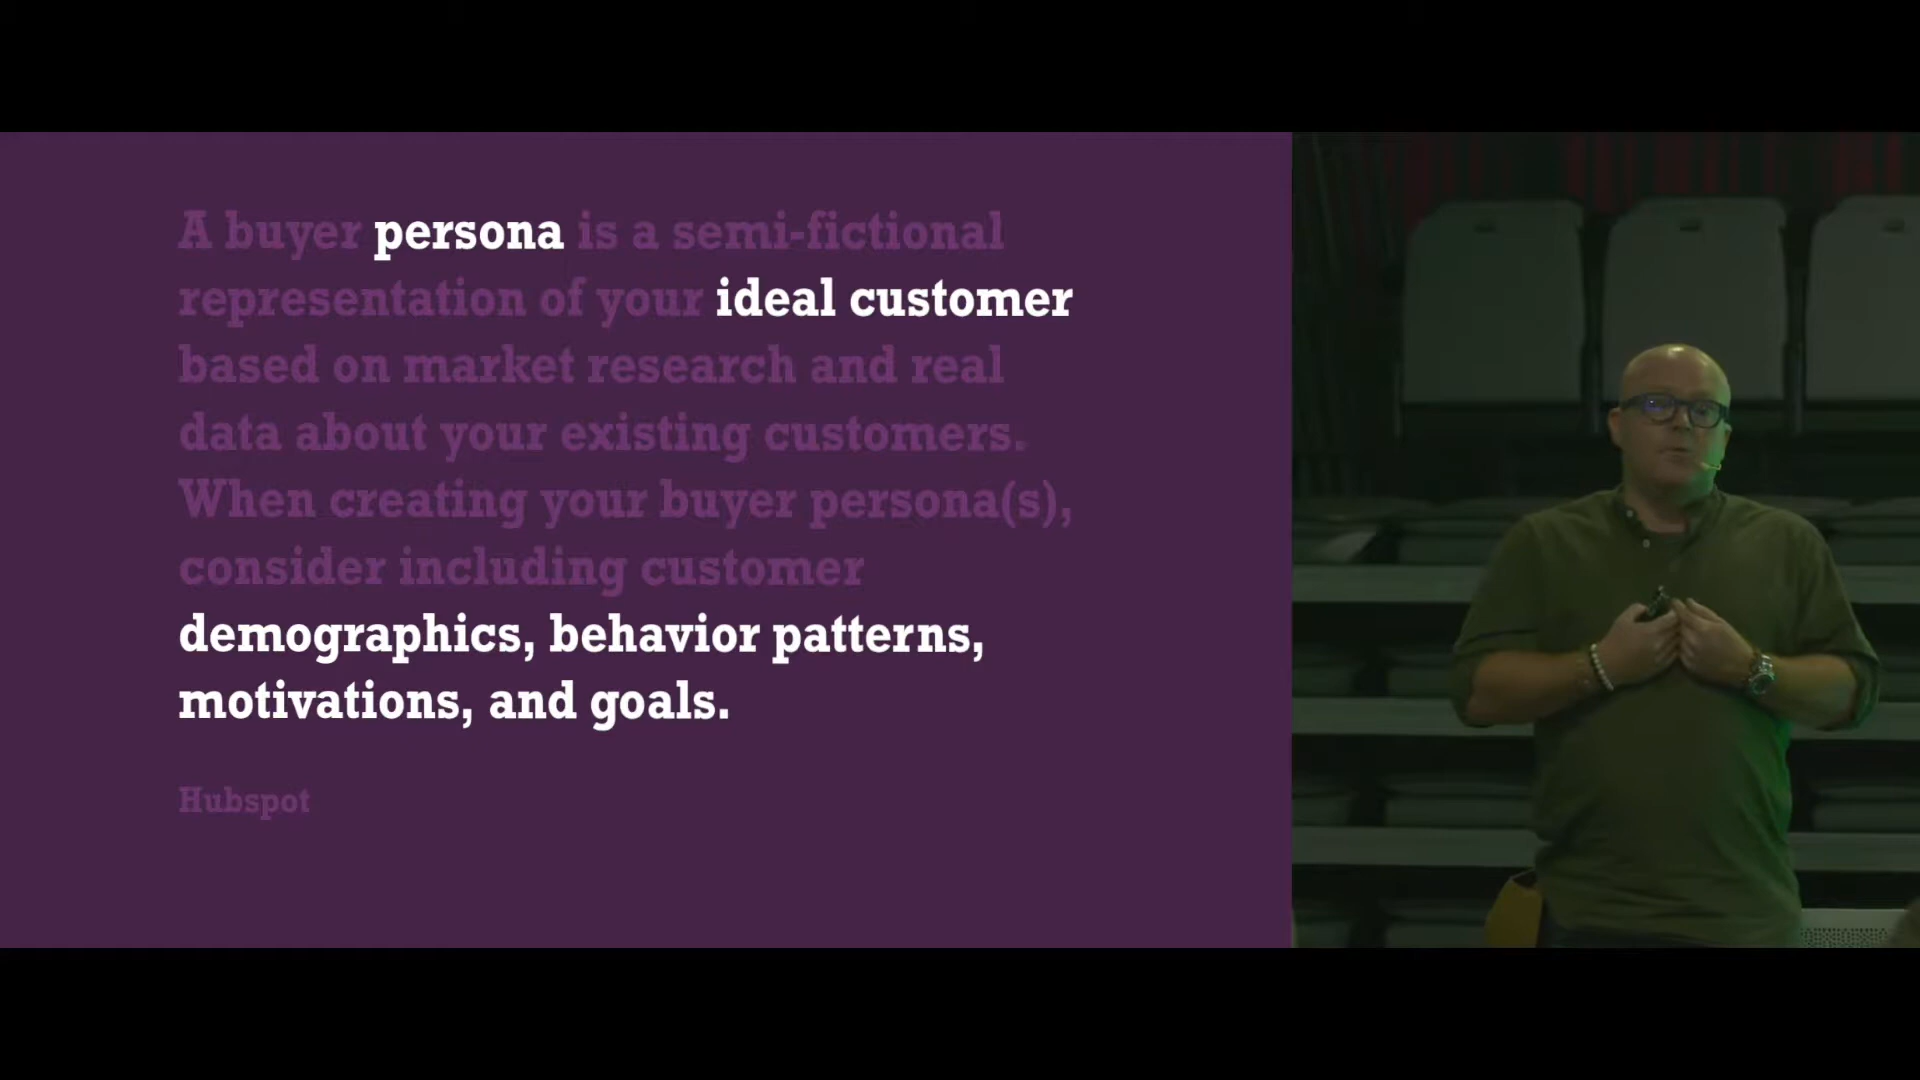 A buyer persona is a semi-fictional
representation of your ideal customer
based on market research and real
data about your existing customers.
When creating your buyer persona(s),
consider including customer
demographics, behavior patterns,
motivations, and goals.
Hubspot